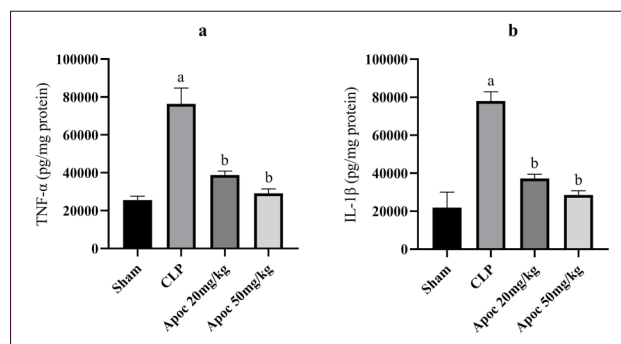 a
TNF-α (pg/mg protein)
100000
80000
60000
40000
20000
0
a
b
b
Sham
CLP
Apoc 20mg/kg
Apoc 50mg/kg
b
IL-1β (pg/mg protein)
100000
80000
60000
40000
20000
0
a
b
b
Sham
CLP
Apoc 20mg/kg
Apoc 50mg/kg